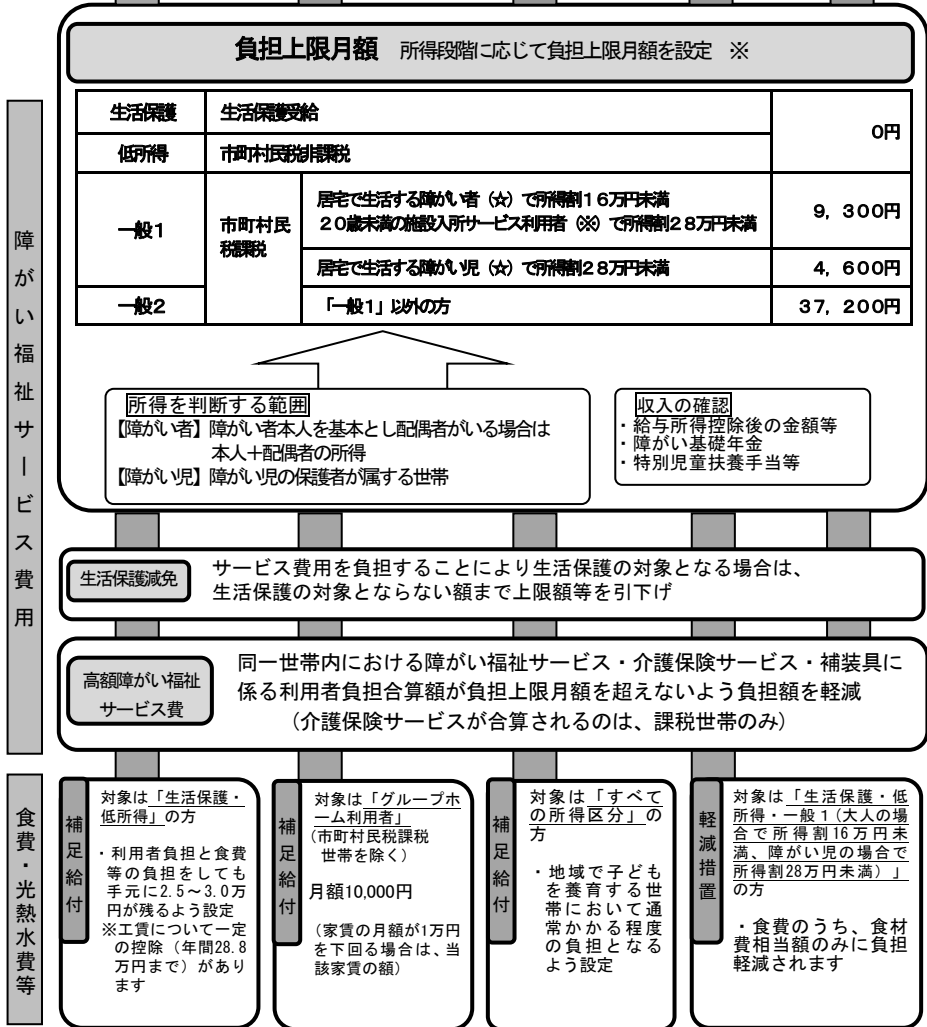 負担上限月額 所得段階に応じて負担上限月額を設定 ※
障がい福祉サービス費用
生活保護 生活保護受給 0円
低所得 市町村民税非課税
一般1 市町村民税課税
居宅で生活する障がい者(☆)で所得割16万円未満
20歳未満の施設入所サービス利用者(※)で所得割28万円未満
9,300円
居宅で生活する障がい児(☆)で所得割28万円未満 4,600円
一般2 「一般1」以外の方 37,200円
所得を判断する範囲
【障がい者】障がい者本人を基本とし配偶者がいる場合は
本人+配偶者の所得
【障がい児】障がい児の保護者が属する世帯
収入の確認
・給与所得控除後の金額等
・障がい基礎年金
・特別児童扶養手当等
生活保護減免
サービス費用を負担することにより生活保護の対象となる場合は、
生活保護の対象とならない額まで上限額等を引下げ
高額障がい福祉
サービス費
同一世帯内における障がい福祉サービス・介護保険サービス・補装具に
係る利用者負担合算額が負担上限月額を超えないよう負担額を軽減
(介護保険サービスが合算されるのは、課税世帯のみ)
食費・光熱水費等
補足給付
対象は「生活保護・
低所得」の方
・利用者負担と食費
等の負担をしても
手元に2.5~3.0万
円が残るよう設定
※工賃について一定
の控除(年間28.8
万円まで)があり
ます
補足給付
対象は「グループホ
ーム利用者」
(市町村民税課税
世帯を除く)
月額10,000円
(家賃の月額が1万円
を下回る場合は、当
該家賃の額)
補足給付
対象は「すべて
の所得区分」の
方
・地域で子ども
を養育する世
帯において通
常かかる程度
の負担となる
よう設定
軽減措置
対象は「生活保護・低
所得・一般1(大人の場
合で所得割16万円未
満、障がい児の場合で
所得割28万円未満)」
の方
・食費のうち、食材
費相当額のみに負担
軽減されます